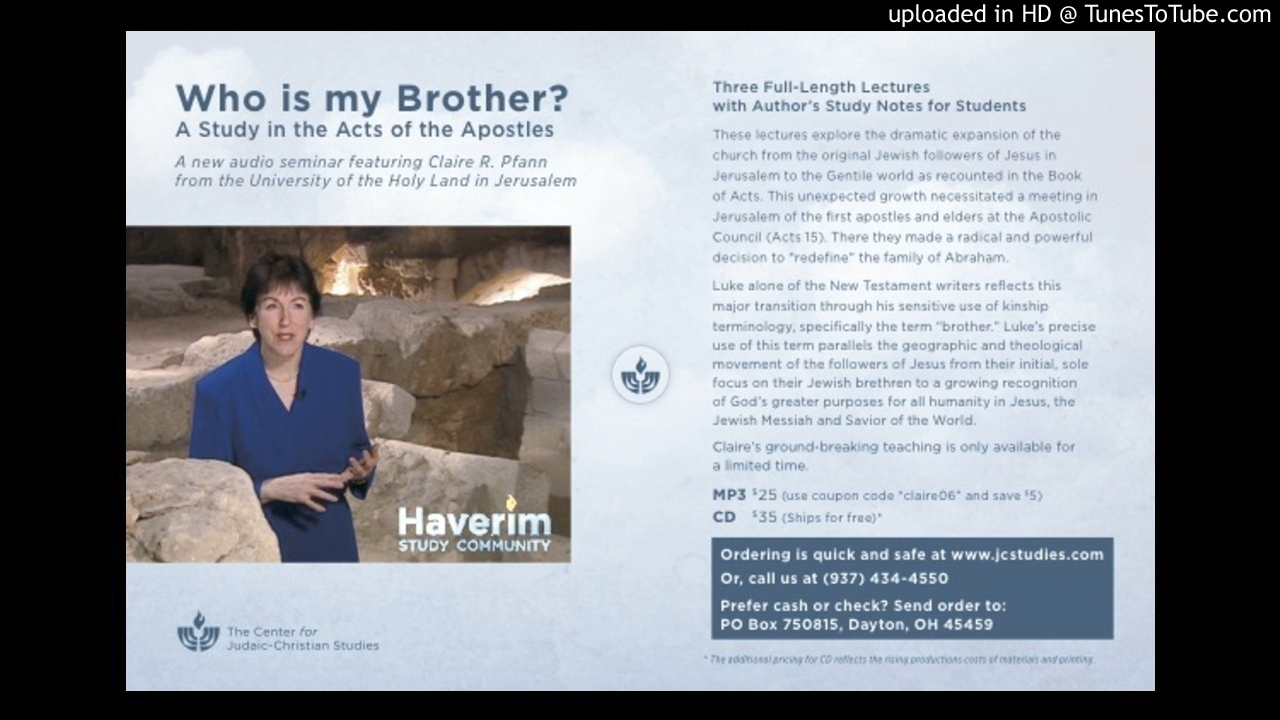 uploaded in HD @ TunesToTube.com
Who is my Brother?
A Study in the Acts of the Apostles
A new audio seminar featuring Claire R. Pfann
from the University of the Holy Land in Jerusalem
Haverim
STUDY COMMUNITY
The Center for
Judaic-Christian Studies
Three Full-Length Lectures
with Author's Study Notes for Students
These lectures explore the dramatic expansion of the
church from the original Jewish followers of Jesus in
Jerusalem to the Gentile world as recounted in the Book
of Acts. This unexpected growth necessitated a meeting in
Jerusalem of the first apostles and elders at the Apostolic
Council (Acts 15). There they made a radical and powerful
decision to "redefine" the family of Abraham.
Luke alone of the New Testament writers reflects this
major transition through his sensitive use of kinship
terminology, specifically the term "brother." Luke's precise
use of this term parallels the geographic and theological
movement of the followers of Jesus from their initial, sole
focus on their Jewish brethren to a growing recognition
of God's greater purposes for all humanity in Jesus, the
Jewish Messiah and Savior of the World.
Claire's ground-breaking teaching is only available for
a limited time.
MP3 $25 (use coupon code "claire06" and save $5)
CD $35 (Ships for free)*
Ordering is quick and safe at www.jcstudies.com
Or, call us at (937) 434-4550
Prefer cash or check? Send order to:
PO Box 750815, Dayton, OH 45459
* The additional pricing for CD reflects the rising productions costs of materials and printing.